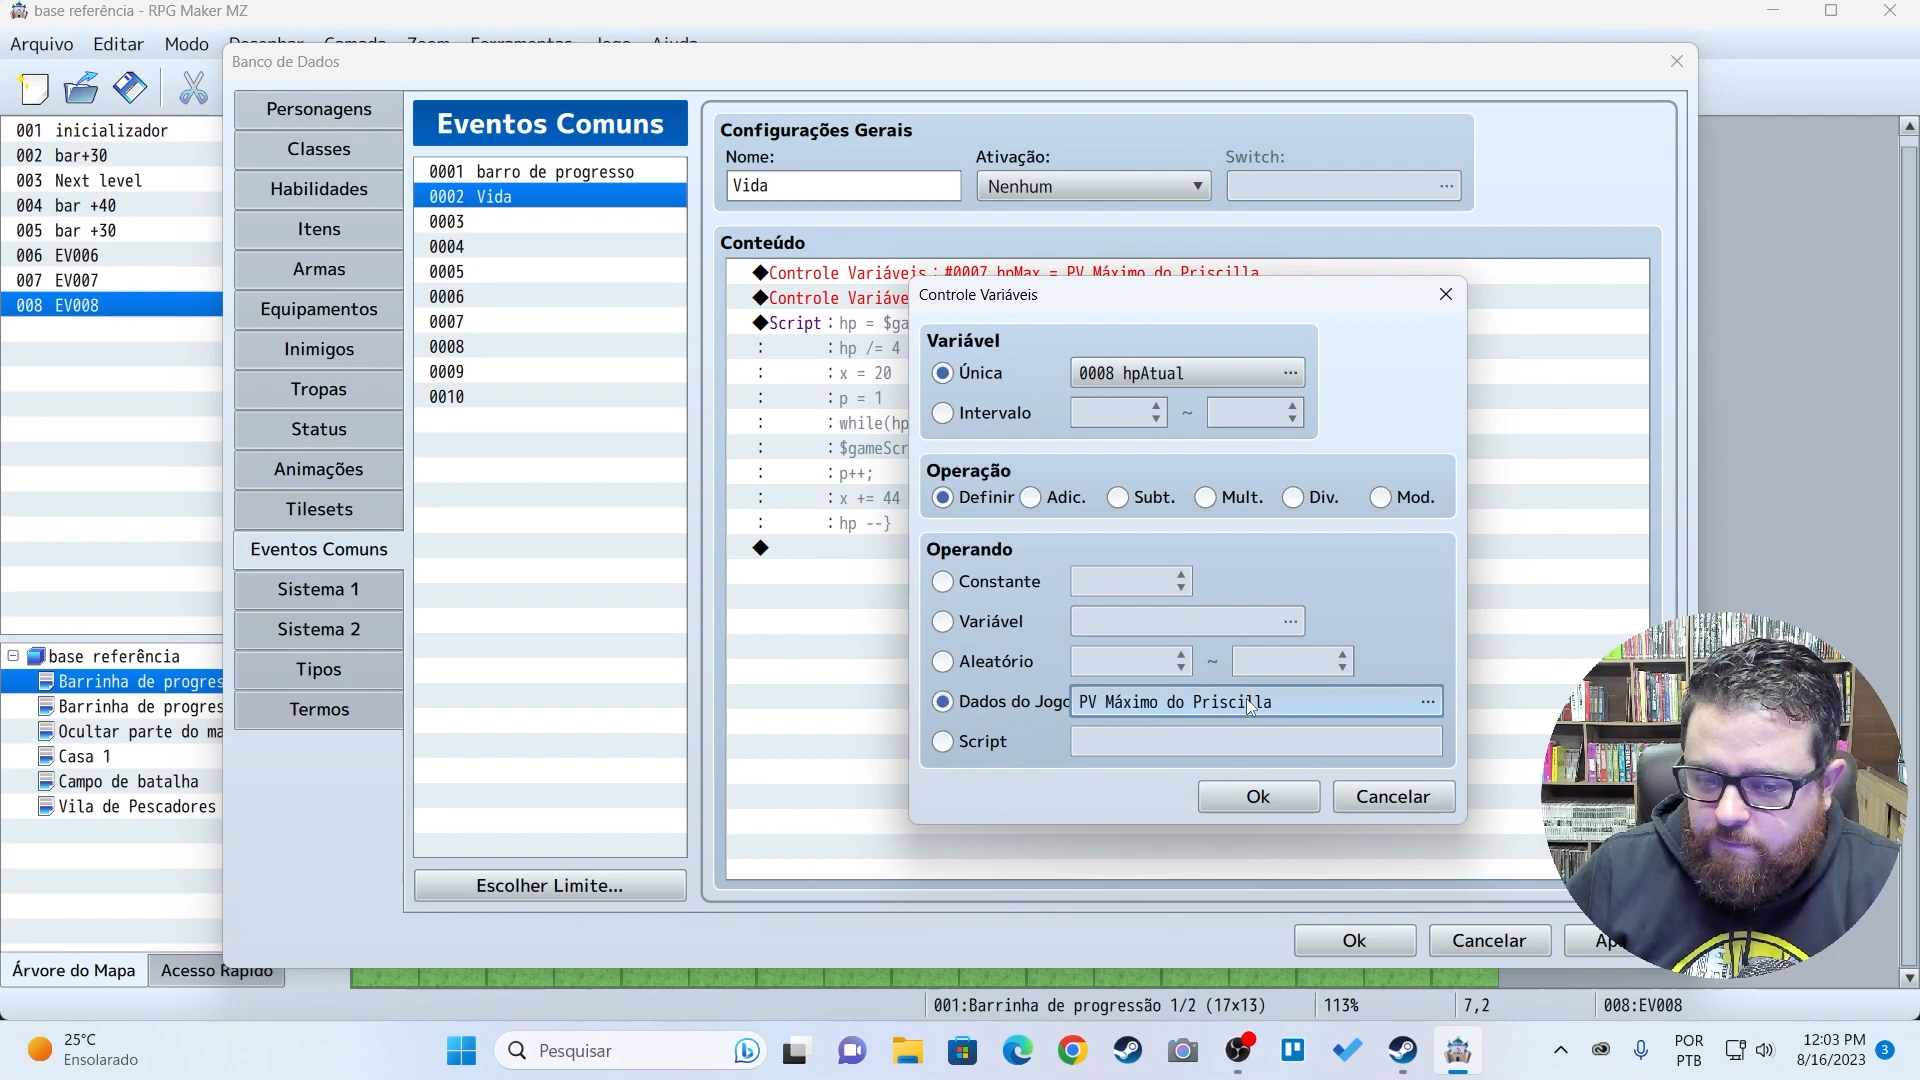 base referência - RPG Maker MZ
Arquivo Editar Modo Desenhar Camada Zoom Ferramentas Jogo Ajuda
Banco de Dados
001 inicializador
002 bar+30
003 Next level
004 bar +40
005 bar +30
006 EV006
007 EV007
008 EV008
base referência
Barrinha de progres
Barrinha de progres
Ocultar parte do ma
Casa 1
Campo de batalha
Vila de Pescadores
Árvore do Mapa
Acesso Rápido
Personagens
Classes
Habilidades
Itens
Armas
Equipamentos
Inimigos
Tropas
Status
Animações
Tilesets
Eventos Comuns
Sistema 1
Sistema 2
Tipos
Termos
Eventos Comuns
0001 barro de progresso
0002 Vida
0003
0004
0005
0006
0007
0008
0009
0010
Escolher Limite...
Configurações Gerais
Nome:
Ativação:
Switch:
Vida
Nenhum
...
Conteúdo
◆Controle Variáveis：#0007 hpMax = PV Máximo do Priscilla
◆Controle Variáve
◆Script：hp = $ga
：　：hp /= 4
：　：x = 20
：　：p = 1
：　：while(hp
：　：$gameScr
：　：p++;
：　：x += 44
：　：hp --}
◆
Controle Variáveis
Variável
Única
0008 hpAtual ...
Intervalo
~
Operação
Definir Adic. Subt. Mult. Div. Mod.
Operando
Constante
Variável
...
Aleatório
~
Dados do Jogo
PV Máximo do Priscilla ...
Script
Ok
Cancelar
Ok
Cancelar
Ap
001:Barrinha de progressão 1/2 (17x13)
113%
7,2
008:EV008
25°C
Ensolarado
Pesquisar
POR
PTB
12:03 PM
8/16/2023
3